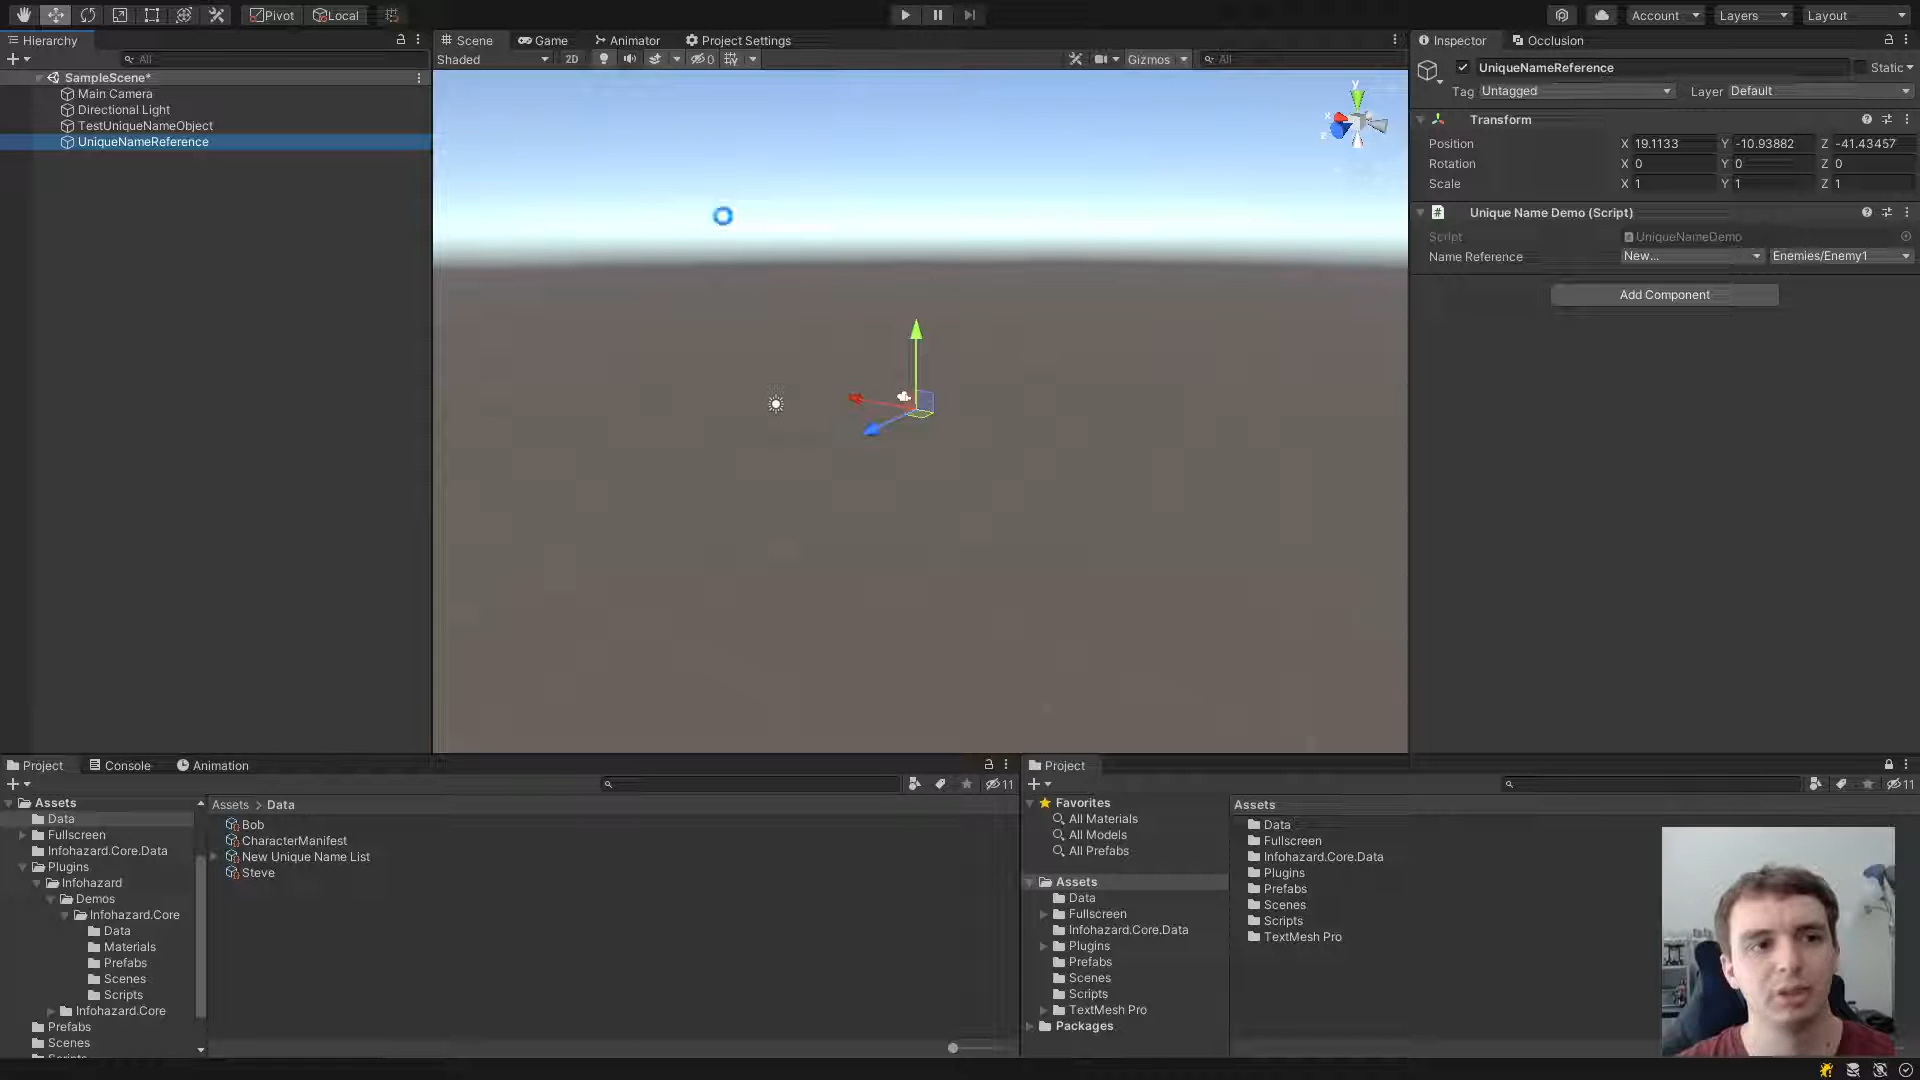 Pivot Local Account Layers Layout
Hierarchy
All
SampleScene*
Main Camera
Directional Light
TestUniqueNameObject
UniqueNameReference
Scene Game Animator Project Settings
Shaded 2D 0 Gizmos All
y
x
z
Inspector Occlusion
UniqueNameReference Static
Tag Untagged Layer Default
Transform
Position X 19.1133 Y -10.93882 Z -41.43457
Rotation X 0 Y 0 Z 0
Scale X 1 Y 1 Z 1
# Unique Name Demo (Script)
Script UniqueNameDemo
Name Reference New... Enemies/Enemy1
Add Component
Project Console Animation
11
Assets
Data
Fullscreen
Infohazard.Core.Data
Plugins
Infohazard
Demos
Infohazard.Core
Data
Materials
Prefabs
Scenes
Scripts
Infohazard.Core
Prefabs
Scenes
Assets > Data
Bob
CharacterManifest
New Unique Name List
Steve
Project
11
Favorites
All Materials
All Models
All Prefabs
Assets
Data
Fullscreen
Infohazard.Core.Data
Plugins
Prefabs
Scenes
Scripts
TextMesh Pro
Packages
Assets
Data
Fullscreen
Infohazard.Core.Data
Plugins
Prefabs
Scenes
Scripts
TextMesh Pro